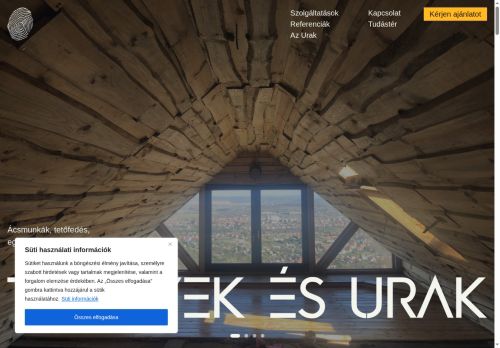 Szolgáltatások
Kapcsolat
Kérjen ajánlatot
Referenciák
Tudástér
Az Urak
Ácsmunkák, tetőfedés,
Süti használati információk
Sütiket használunk a böngészési élmény javítása, személyre
szabott hirdetések vagy tartalmak megjelenítése, valamint a
forgalom elemzése érdekében. Az „Összes elfogadása"
gombra kattintva hozzájárul a sütik
használatához. Süti információk
Összes elfogadása
YEK ÉS URAK